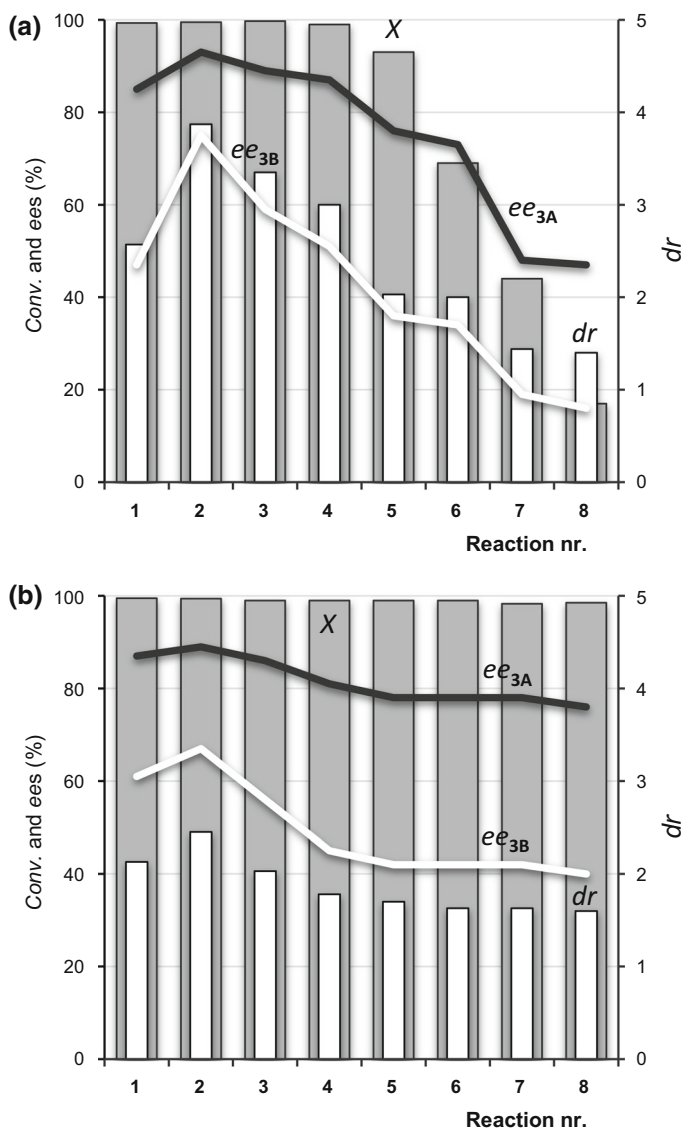 (a)
100
80
60
40
20
0
Conv. and ees (%)
X
ee3B
ee3A
dr
5
4
3
2
1
0
dr
1 2 3 4 5 6 7 8
Reaction nr.
(b)
100
80
60
40
20
0
Conv. and ees (%)
X
ee3A
ee3B
dr
5
4
3
2
1
0
dr
1 2 3 4 5 6 7 8
Reaction nr.